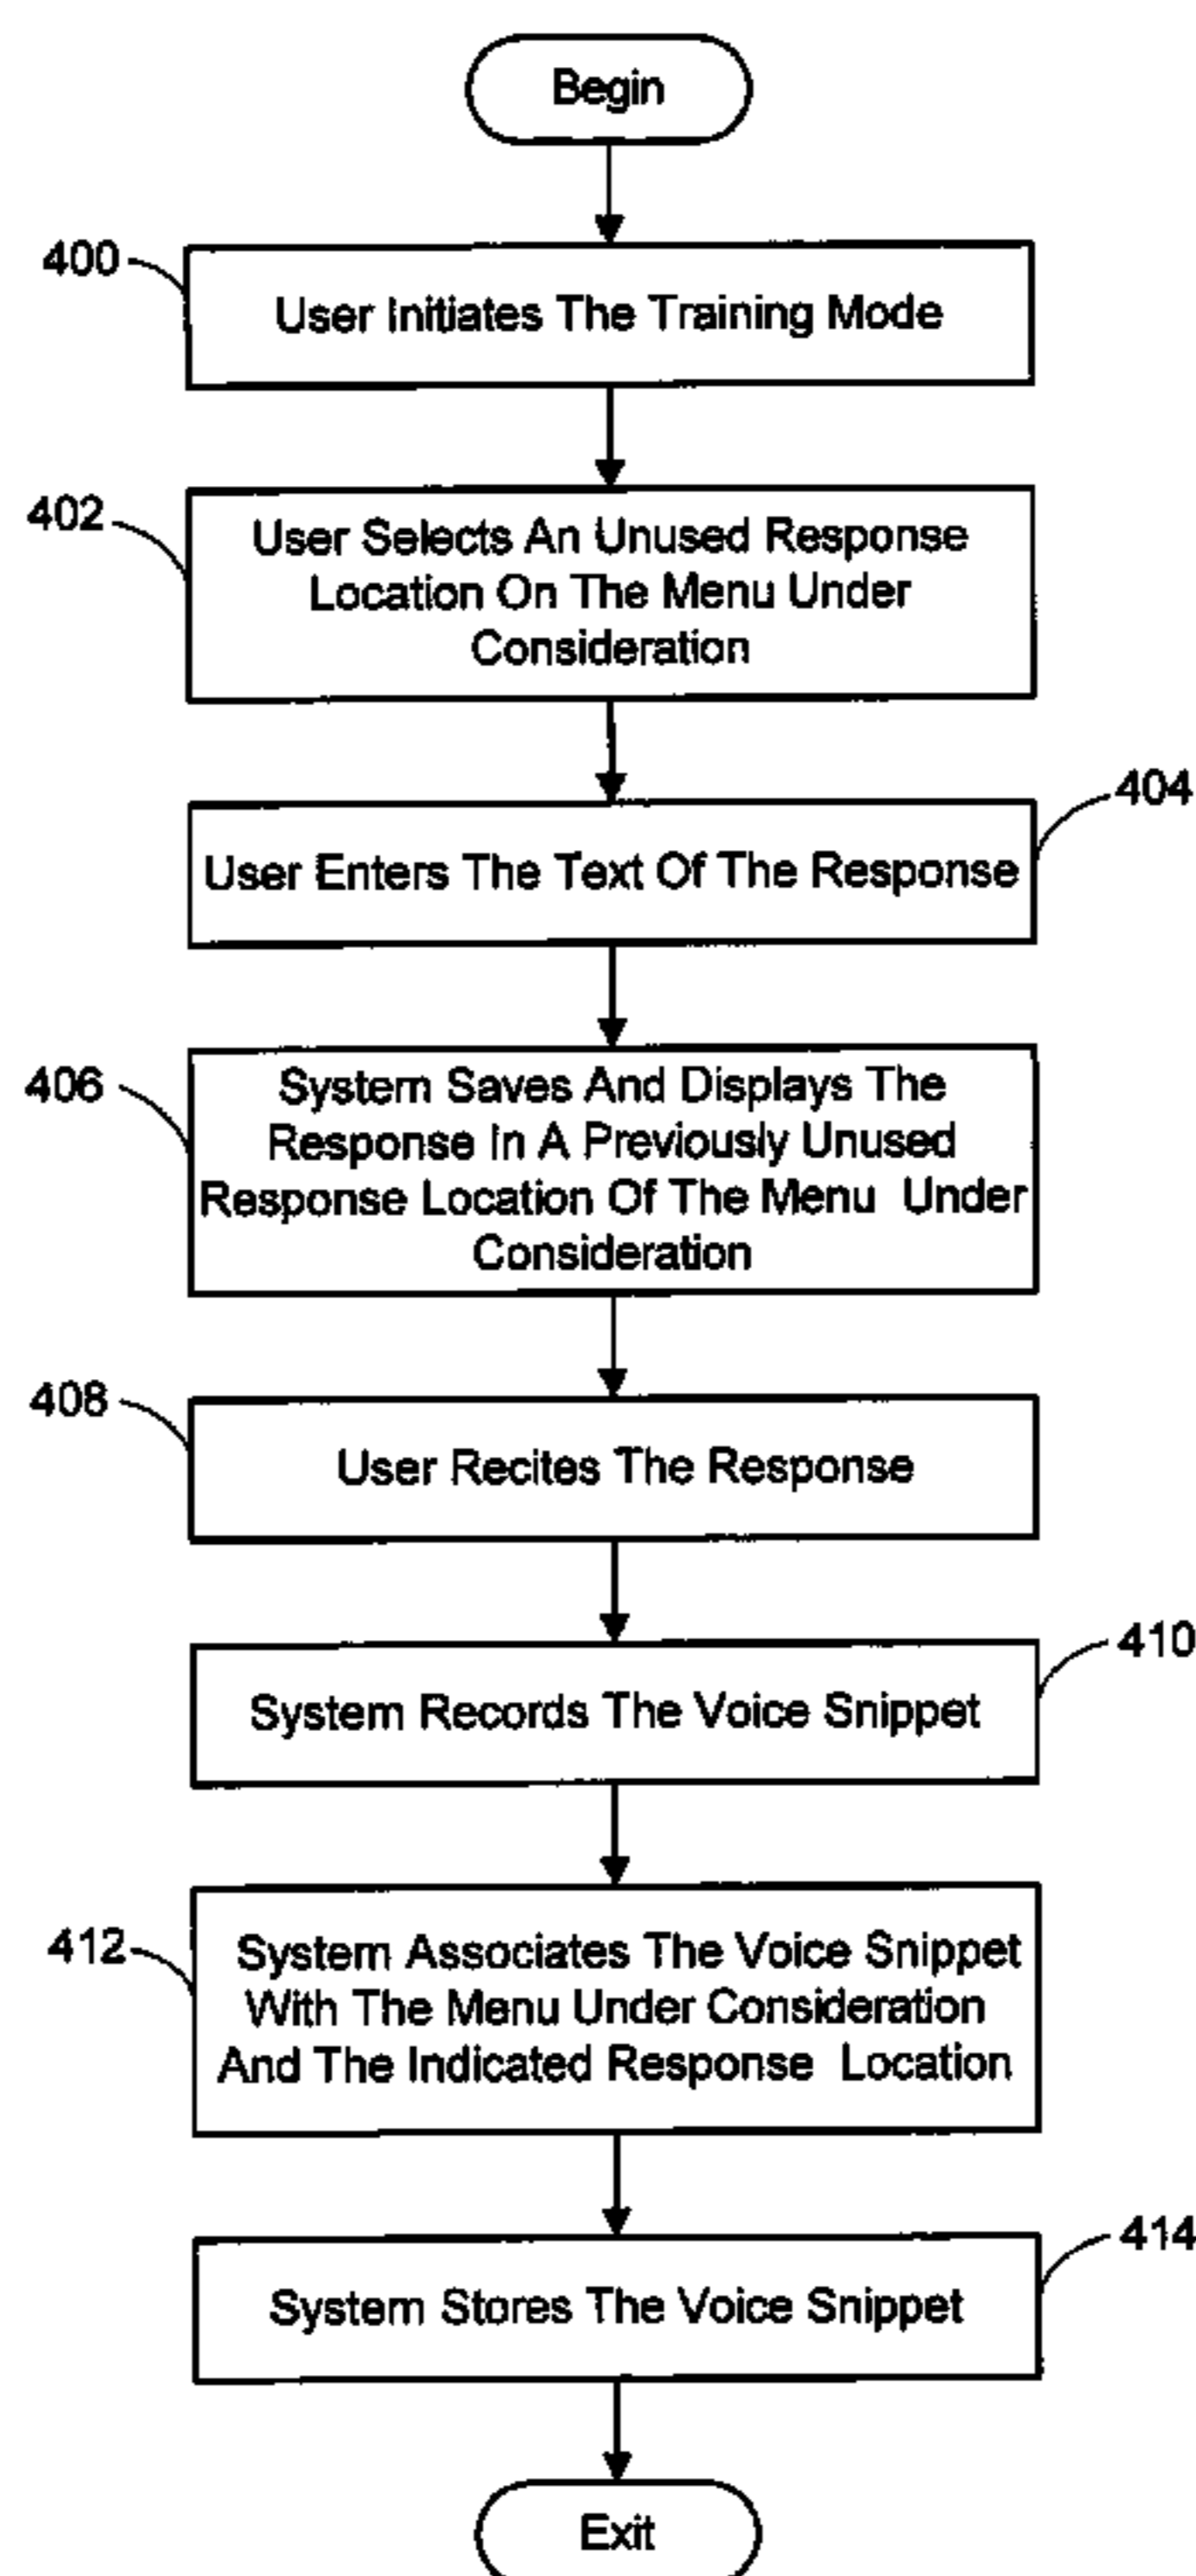 Begin
400
User Initiates The Training Mode
402
User Selects An Unused Response
Location On The Menu Under
Consideration
404
User Enters The Text Of The Response
406
System Saves And Displays The
Response In A Previously Unused
Response Location Of The Menu Under
Consideration
408
User Recites The Response
410
System Records The Voice Snippet
412
System Associates The Voice Snippet
With The Menu Under Consideration
And The Indicated Response Location
414
System Stores The Voice Snippet
Exit